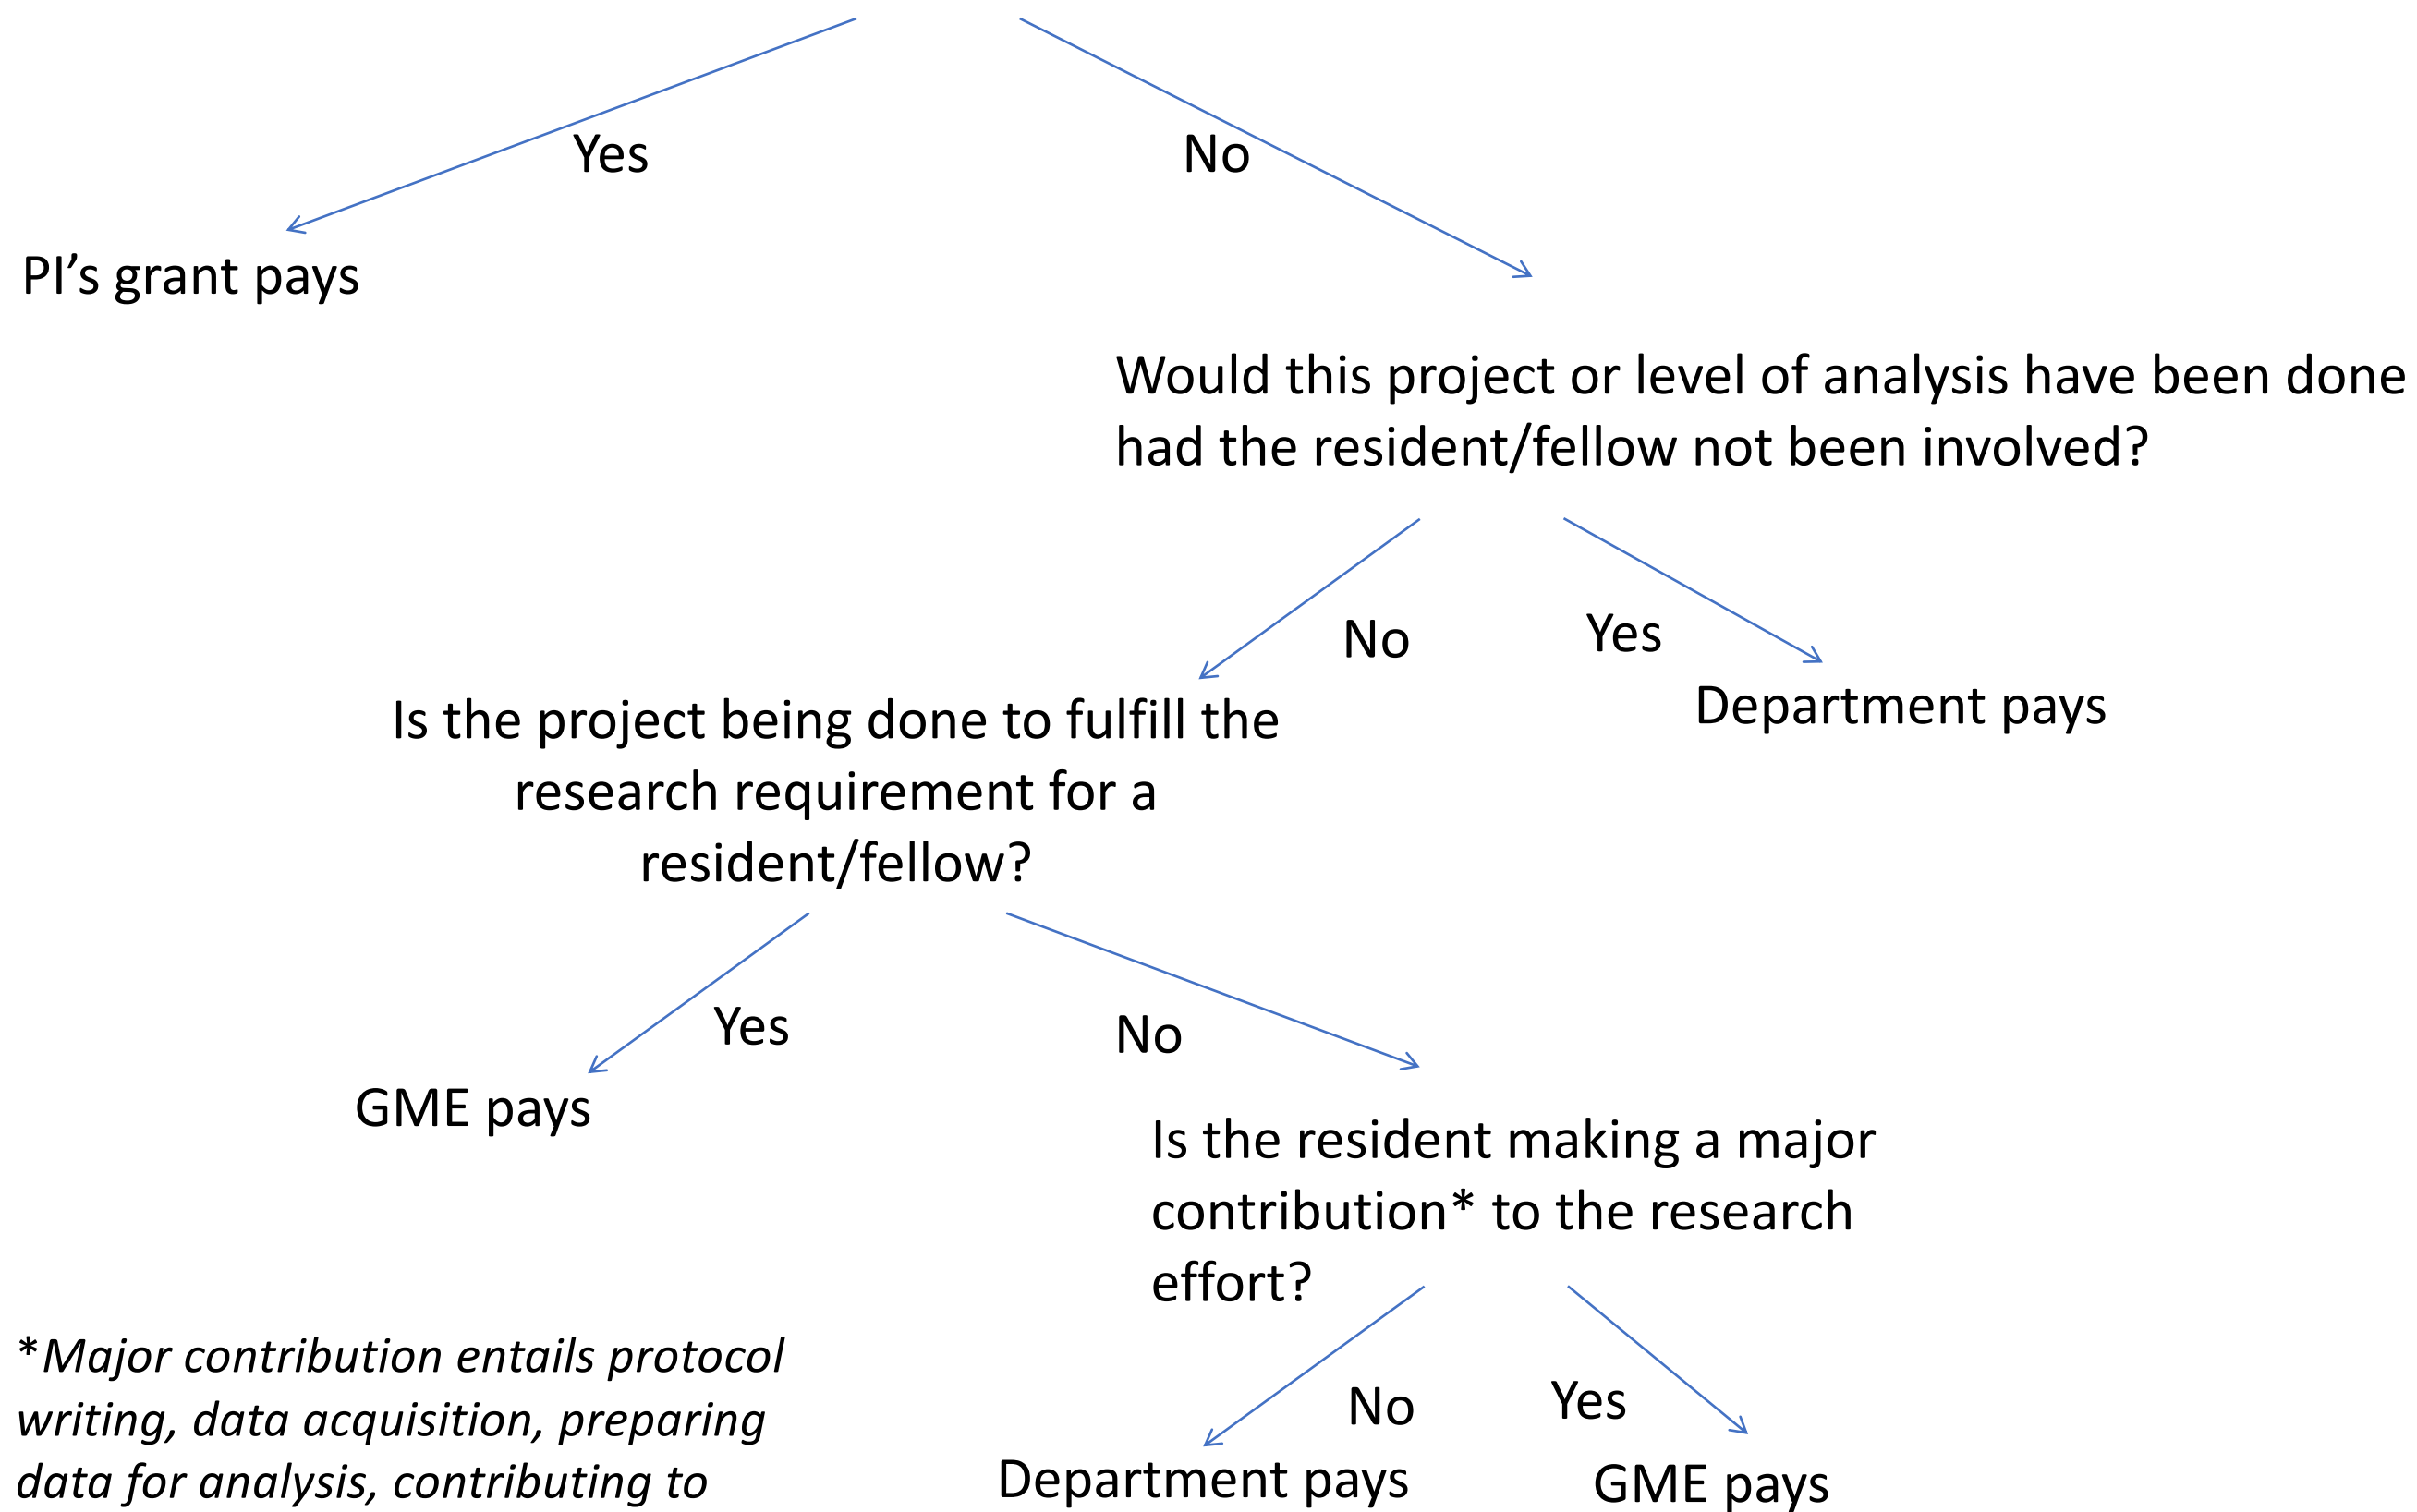 Yes
No
PI’s grant pays
Would this project or level of analysis have been done
had the resident/fellow not been involved?
No
Yes
Is the project being done to fulfill the
research requirement for a
resident/fellow?
Department pays
Yes
No
GME pays
Is the resident making a major
contribution* to the research
effort?
No
Yes
Department pays
GME pays
*Major contribution entails protocol
writing, data acquisition, preparing
data for analysis, contributing to